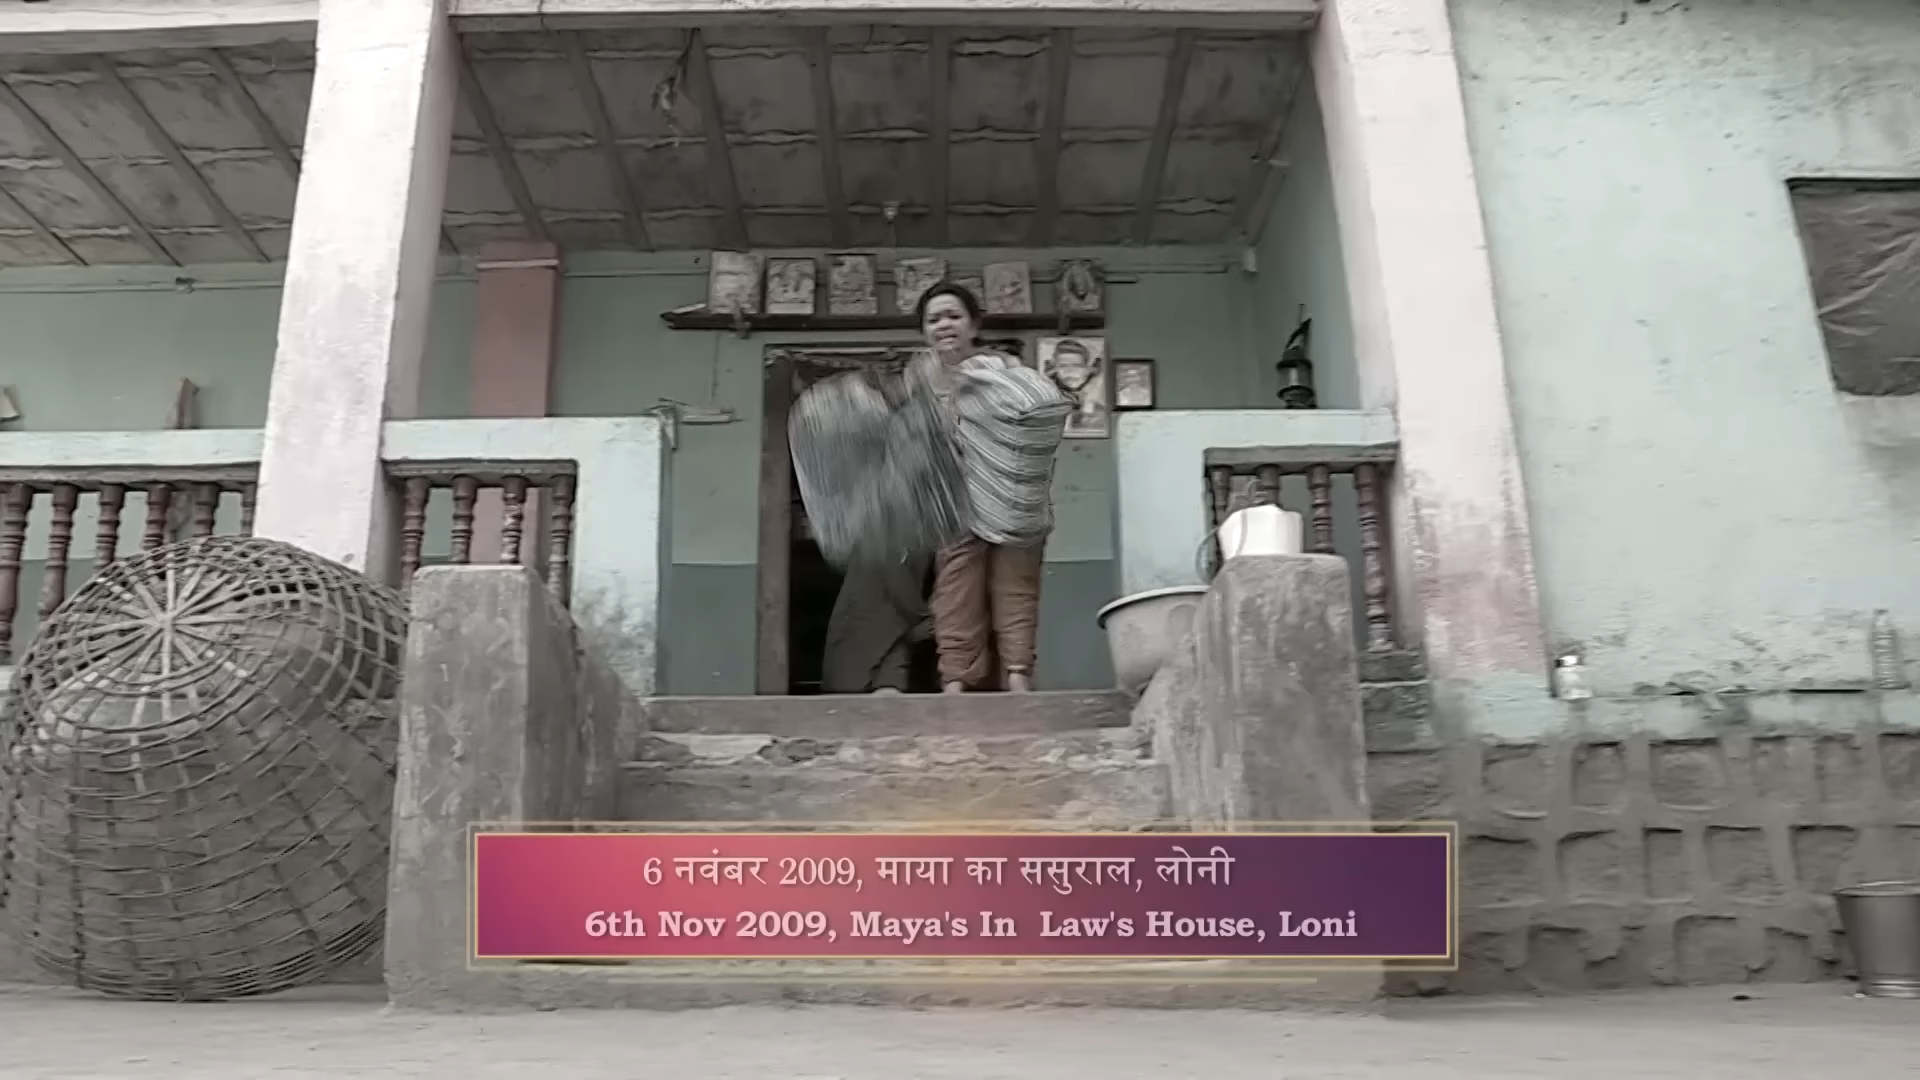 6 नवंबर 2009, माया का ससुराल, लोनी
6th Nov 2009, Maya's In  Law's House, Loni